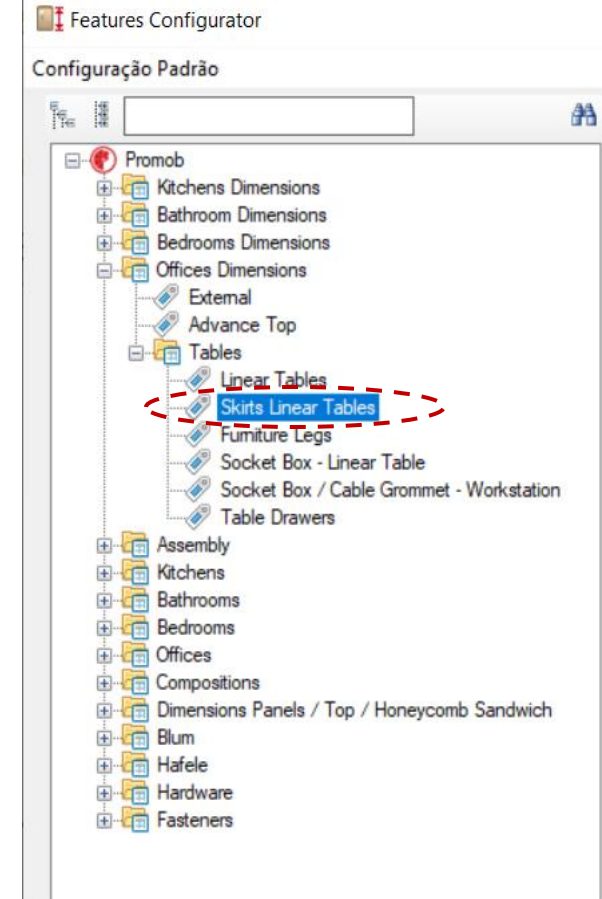 Features Configurator
Configuração Padrão
Promob
Kitchens Dimensions
Bathroom Dimensions
Bedrooms Dimensions
Offices Dimensions
External
Advance Top
Tables
Linear Tables
Skirts Linear Tables
Furniture Legs
Socket Box - Linear Table
Socket Box / Cable Grommet - Workstation
Table Drawers
Assembly
Kitchens
Bathrooms
Bedrooms
Offices
Compositions
Dimensions Panels / Top / Honeycomb Sandwich
Blum
Hafele
Hardware
Fasteners